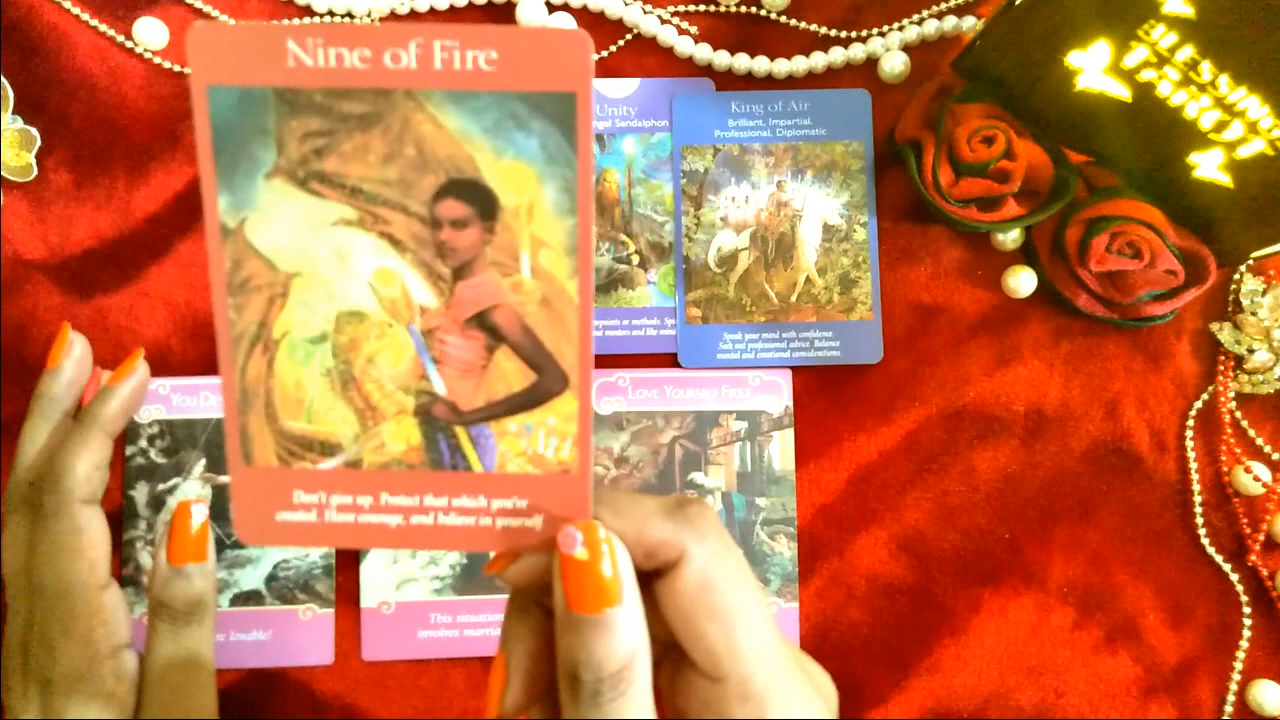 Nine of Fire
Don't give up. Protect that which you've
created. Have courage, and believe in yourself
Unity
ngel Sandalphon
King of Air
Brilliant, Impartial,
Professional, Diplomatic
Speak your mind with confidence.
Seek out professional advice. Balance
mental and emotional considerations.
BLESSING
TAROT
YOU DE
LOVE YOURSELF FIRST
re lovable!
This situation
involves marria